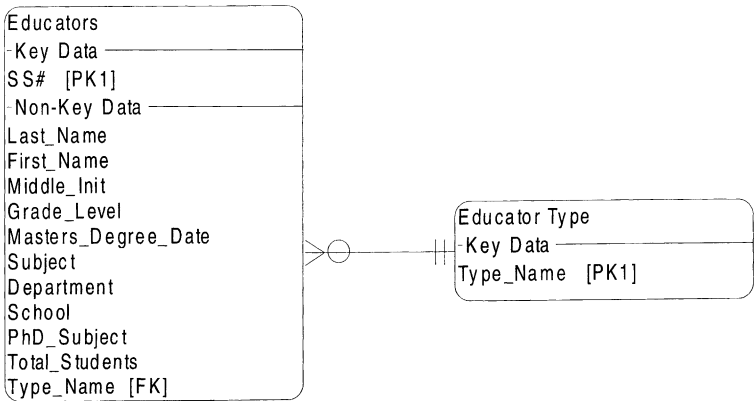 Educators
Key Data
SS# [PK1]
Non-Key Data
Last_Name
First_Name
Middle_Init
Grade_Level
Masters_Degree_Date
Subject
Department
School
PhD_Subject
Total_Students
Type_Name [FK]
Educator Type
Key Data
Type_Name [PK1]